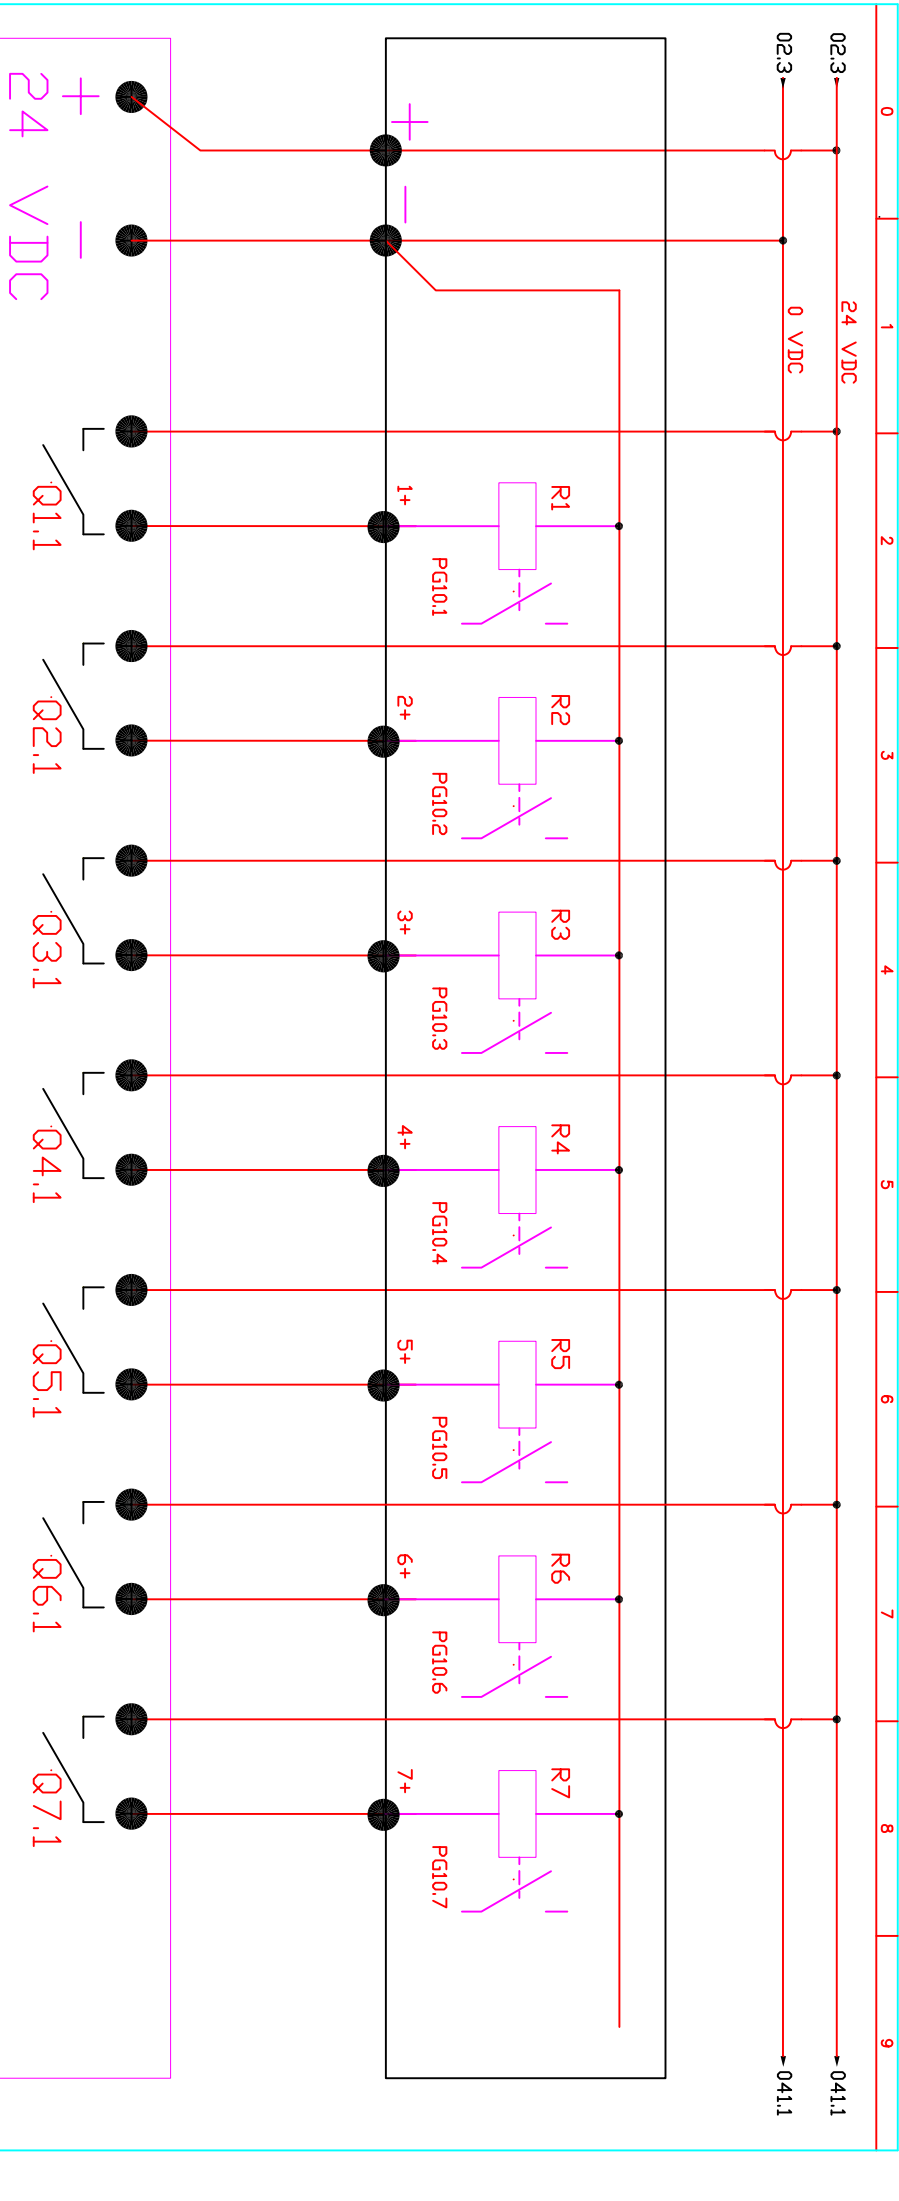 0 1 2 3 4 5 6 7 8 9
02.3 24 VDC 041.1
02.3 0 VDC 041.1
R1 R2 R3 R4 R5 R6 R7
PG10.1 PG10.2 PG10.3 PG10.4 PG10.5 PG10.6 PG10.7
+ - 1+ 2+ 3+ 4+ 5+ 6+ 7+
+ -
24 VDC
Q1.1 Q2.1 Q3.1 Q4.1 Q5.1 Q6.1 Q7.1